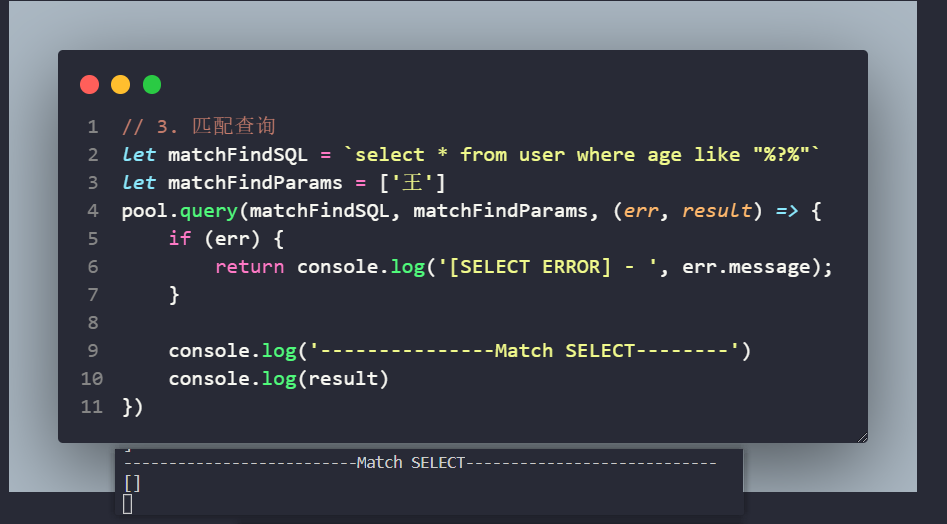 1 // 3. 匹配查询
2 let matchFindSQL = `select * from user where age like "%?%"`
3 let matchFindParams = ['王']
4 pool.query(matchFindSQL, matchFindParams, (err, result) => {
5 if (err) {
6 return console.log('[SELECT ERROR] - ', err.message);
7 }
8
9 console.log('---------------Match SELECT--------')
10 console.log(result)
11 })
]
--------------------------Match SELECT----------------------------
[]